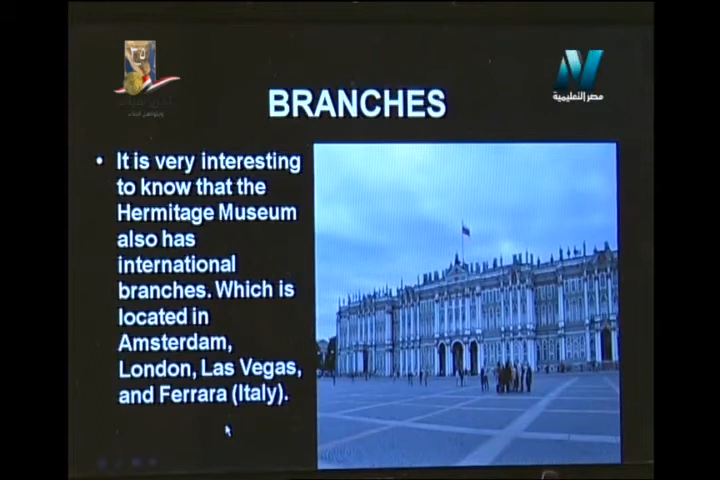 مصر التعليمية
BRANCHES
• It is very interesting
to know that the
Hermitage Museum
also has
international
branches. Which is
located in
Amsterdam,
London, Las Vegas,
and Ferrara (Italy).